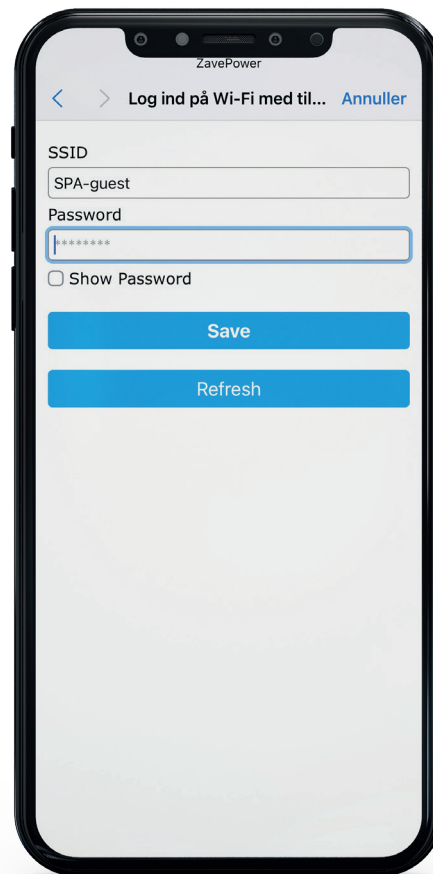 ZavePower
Log ind på Wi-Fi med til... Annuller
SSID
SPA-guest
Password
********
Show Password
Save
Refresh